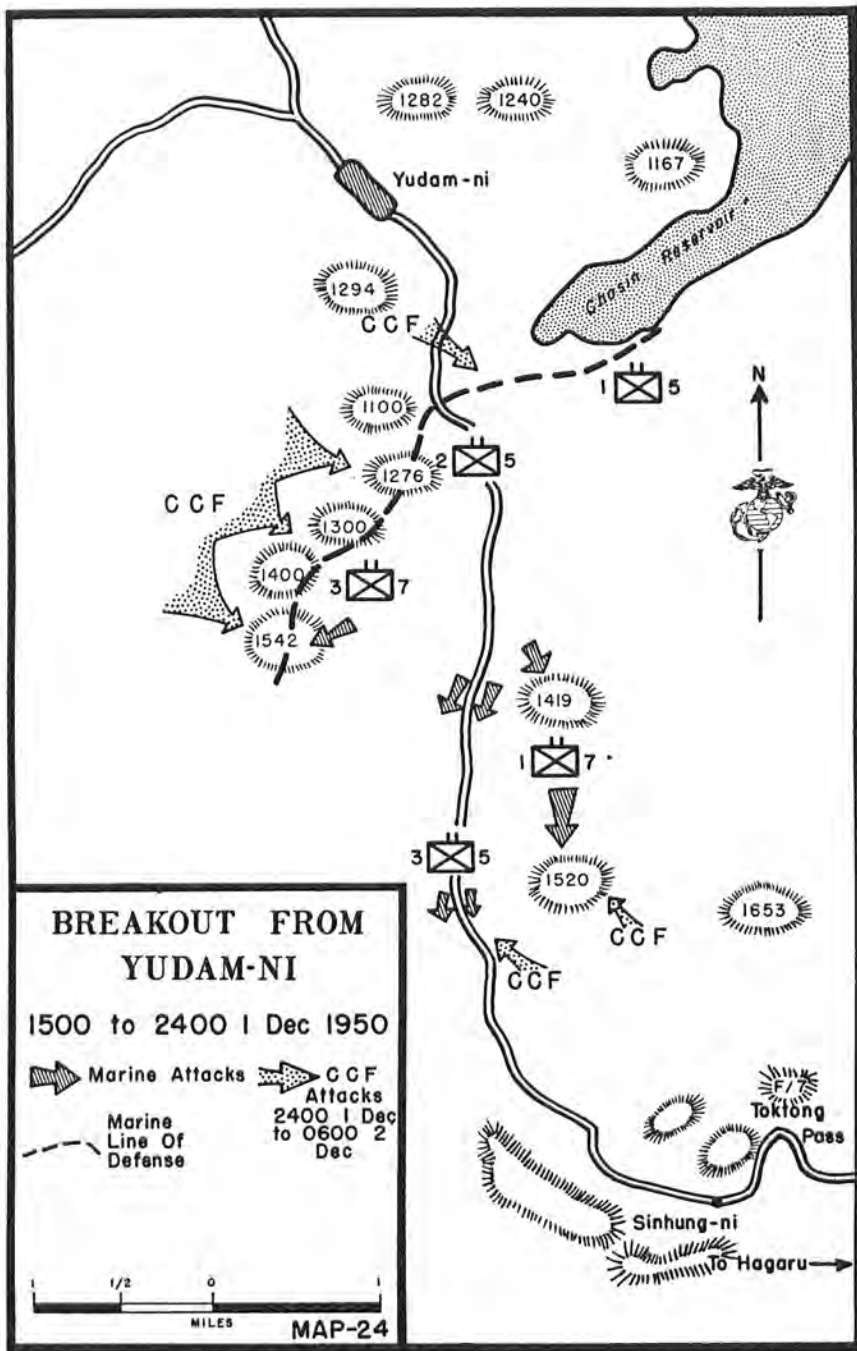 1282
1240
1167
Yudam-ni
Chosin Reservoir
1294
CCF
1 5
N
1100
2 5
1276
CCF
1300
1400
3 7
1542
1419
1 7
3 5
1520
1653
CCF
CCF
BREAKOUT FROM
YUDAM-NI
1500 to 2400 1 Dec 1950
Marine Attacks
CCF
Attacks
2400 1 Dec
to 0600 2
Dec
Marine
Line Of
Defense
F/7
Toktong
Pass
Sinhung-ni
To Hagaru
1 1/2 0 1
MILES
MAP-24